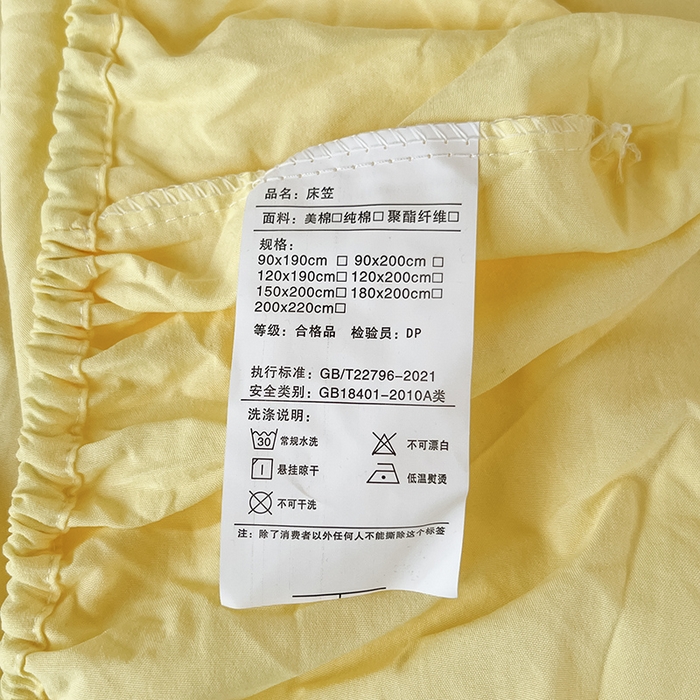 品名：床笠
面料：美棉□纯棉□ 聚酯纤维□
规格：
90x190cm □ 90x200cm □
120x190cm□ 120x200cm□
150x200cm□ 180x200cm□
200x220cm□
等级：合格品 检验员：DP
执行标准：GB/T22796-2021
安全类别：GB18401-2010A类
洗涤说明：
30 常规水洗 不可漂白
悬挂晾干 低温熨烫
不可干洗
注：除了消费者以外任何人不能撕除这个标签